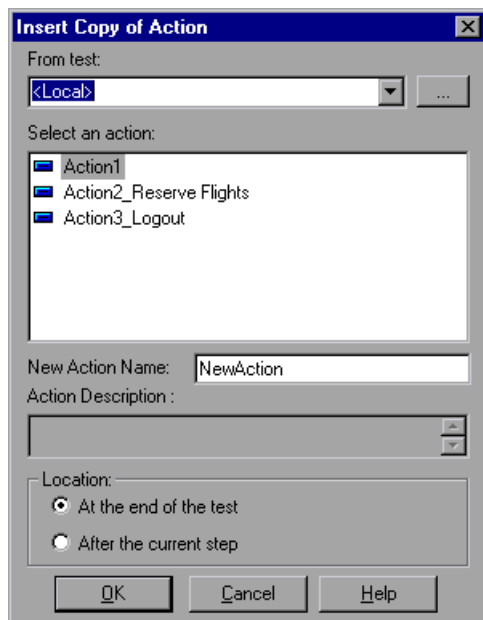 Insert Copy of Action
From test:
<Local>
...
Select an action:
Action1
Action2_Reserve Flights
Action3_Logout
New Action Name: NewAction
Action Description :
Location:
At the end of the test
After the current step
OK Cancel Help